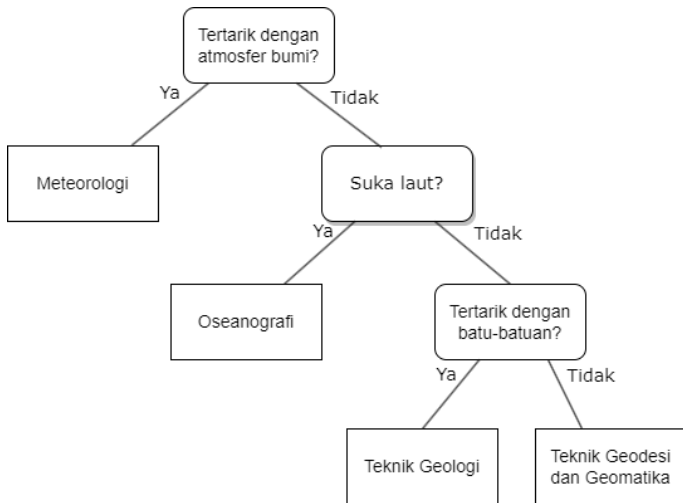 Tertarik dengan
atmosfer bumi?
Ya
Tidak
Meteorologi
Suka laut?
Ya
Tidak
Oseanografi
Tertarik dengan
batu-batuan?
Ya
Tidak
Teknik Geologi
Teknik Geodesi
dan Geomatika